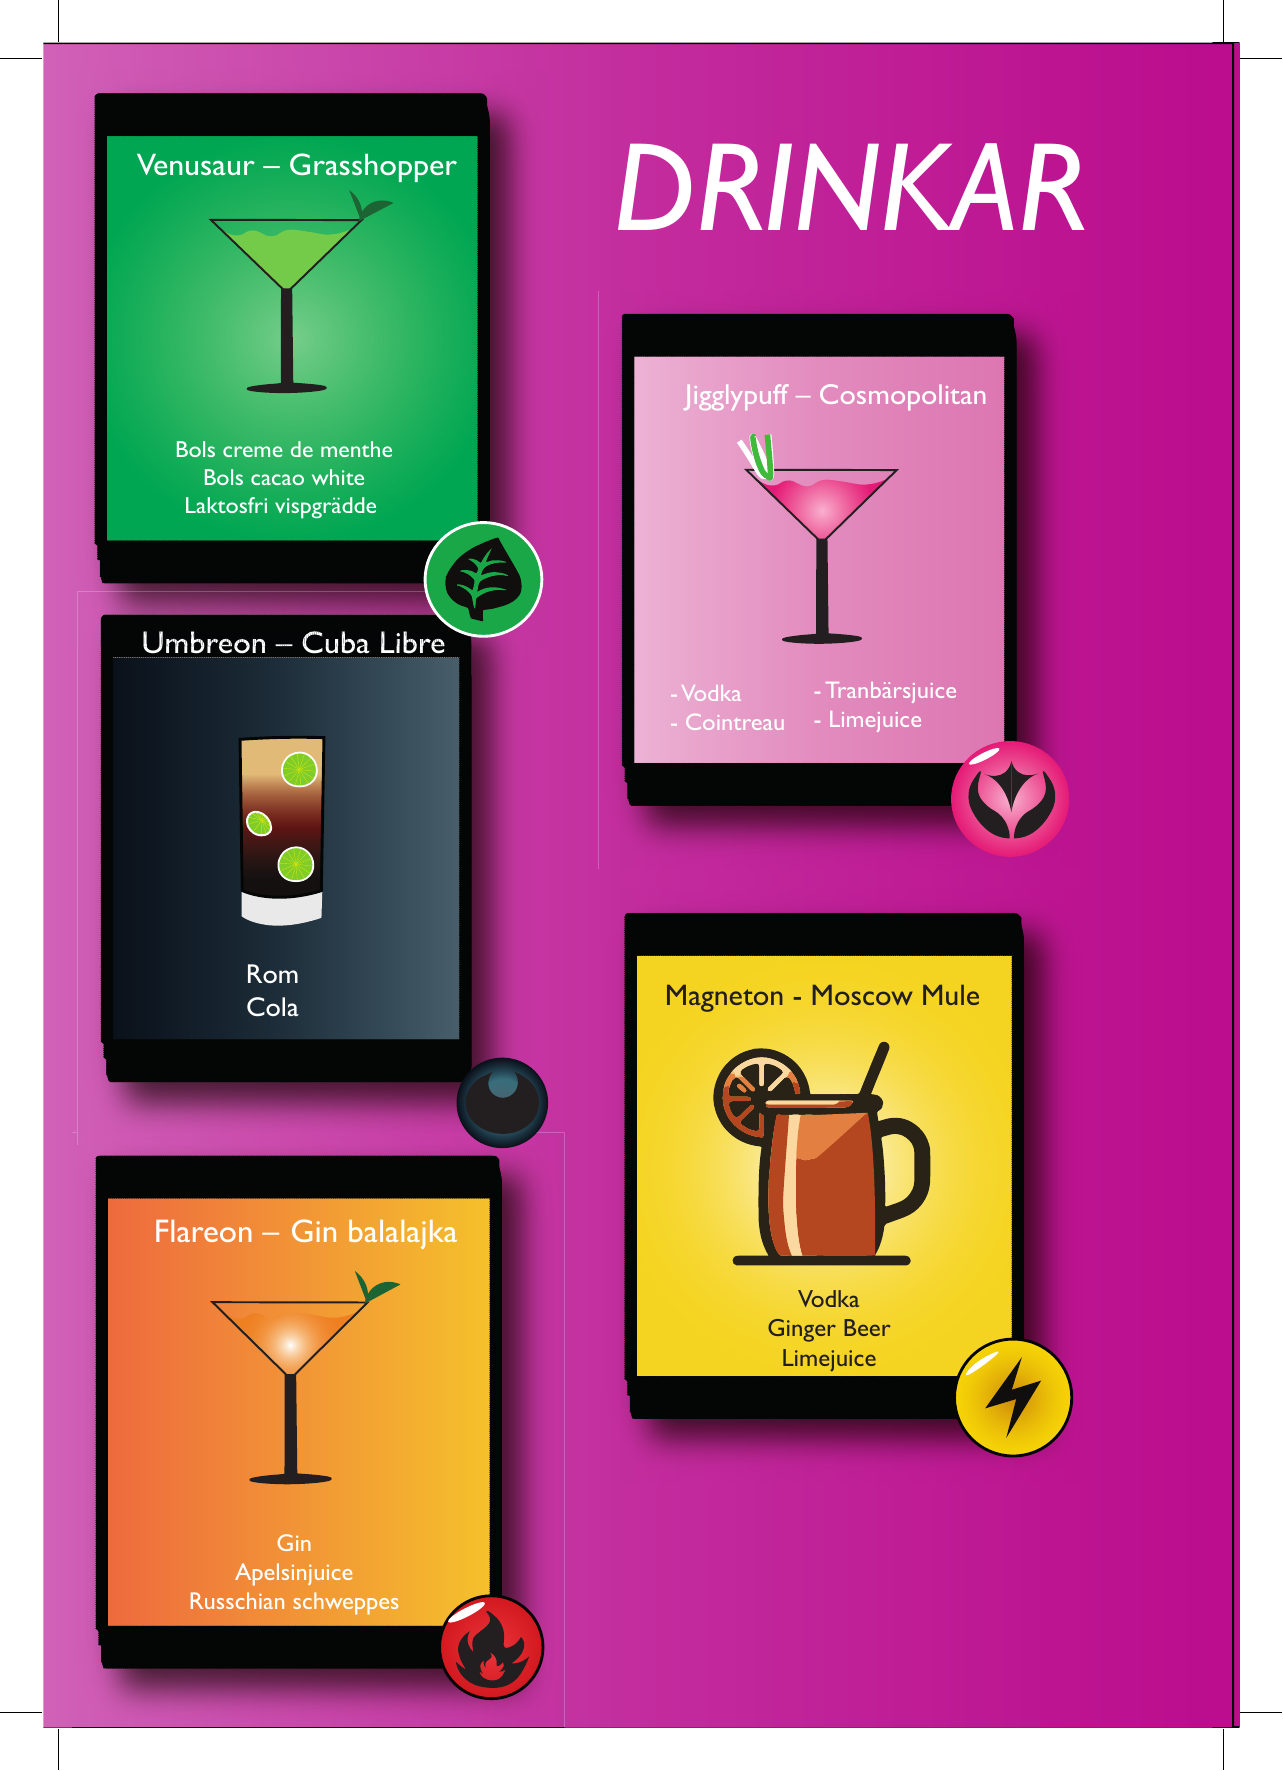 DRINKAR
Venusaur – Grasshopper
Bols creme de menthe
Bols cacao white
Laktosfri vispgrädde
Umbreon – Cuba Libre
Rom
Cola
Flareon – Gin balalajka
Gin
Apelsinjuice
Russchian schweppes
Jigglypuff – Cosmopolitan
- Vodka
- Cointreau
- Tranbärsjuice
- Limejuice
Magneton - Moscow Mule
Vodka
Ginger Beer
Limejuice